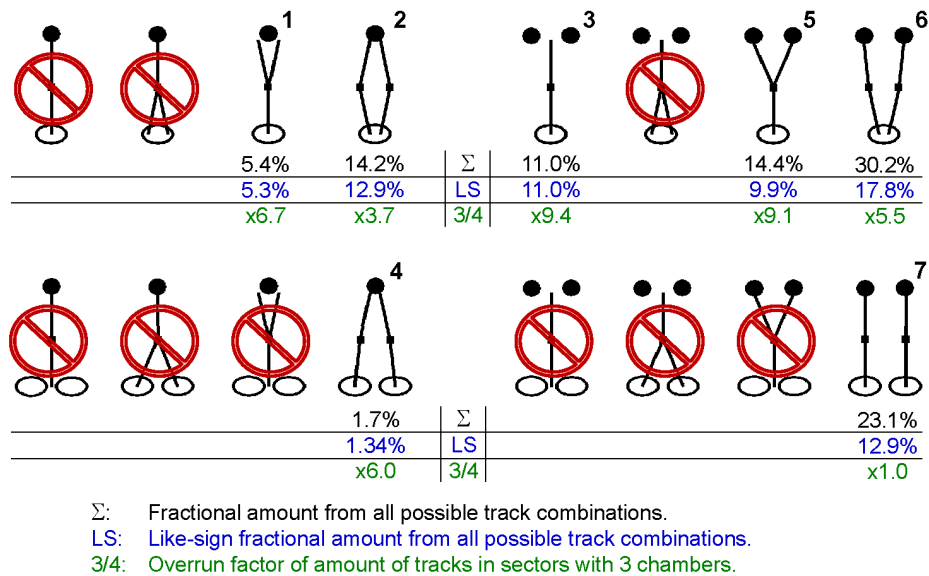 1 2 3 5 6
5.4% 14.2% Σ 11.0% 14.4% 30.2%
5.3% 12.9% LS 11.0% 9.9% 17.8%
x6.7 x3.7 3/4 x9.4 x9.1 x5.5
4 7
1.7% Σ 23.1%
1.34% LS 12.9%
x6.0 3/4 x1.0
Σ: Fractional amount from all possible track combinations.
LS: Like-sign fractional amount from all possible track combinations.
3/4: Overrun factor of amount of tracks in sectors with 3 chambers.